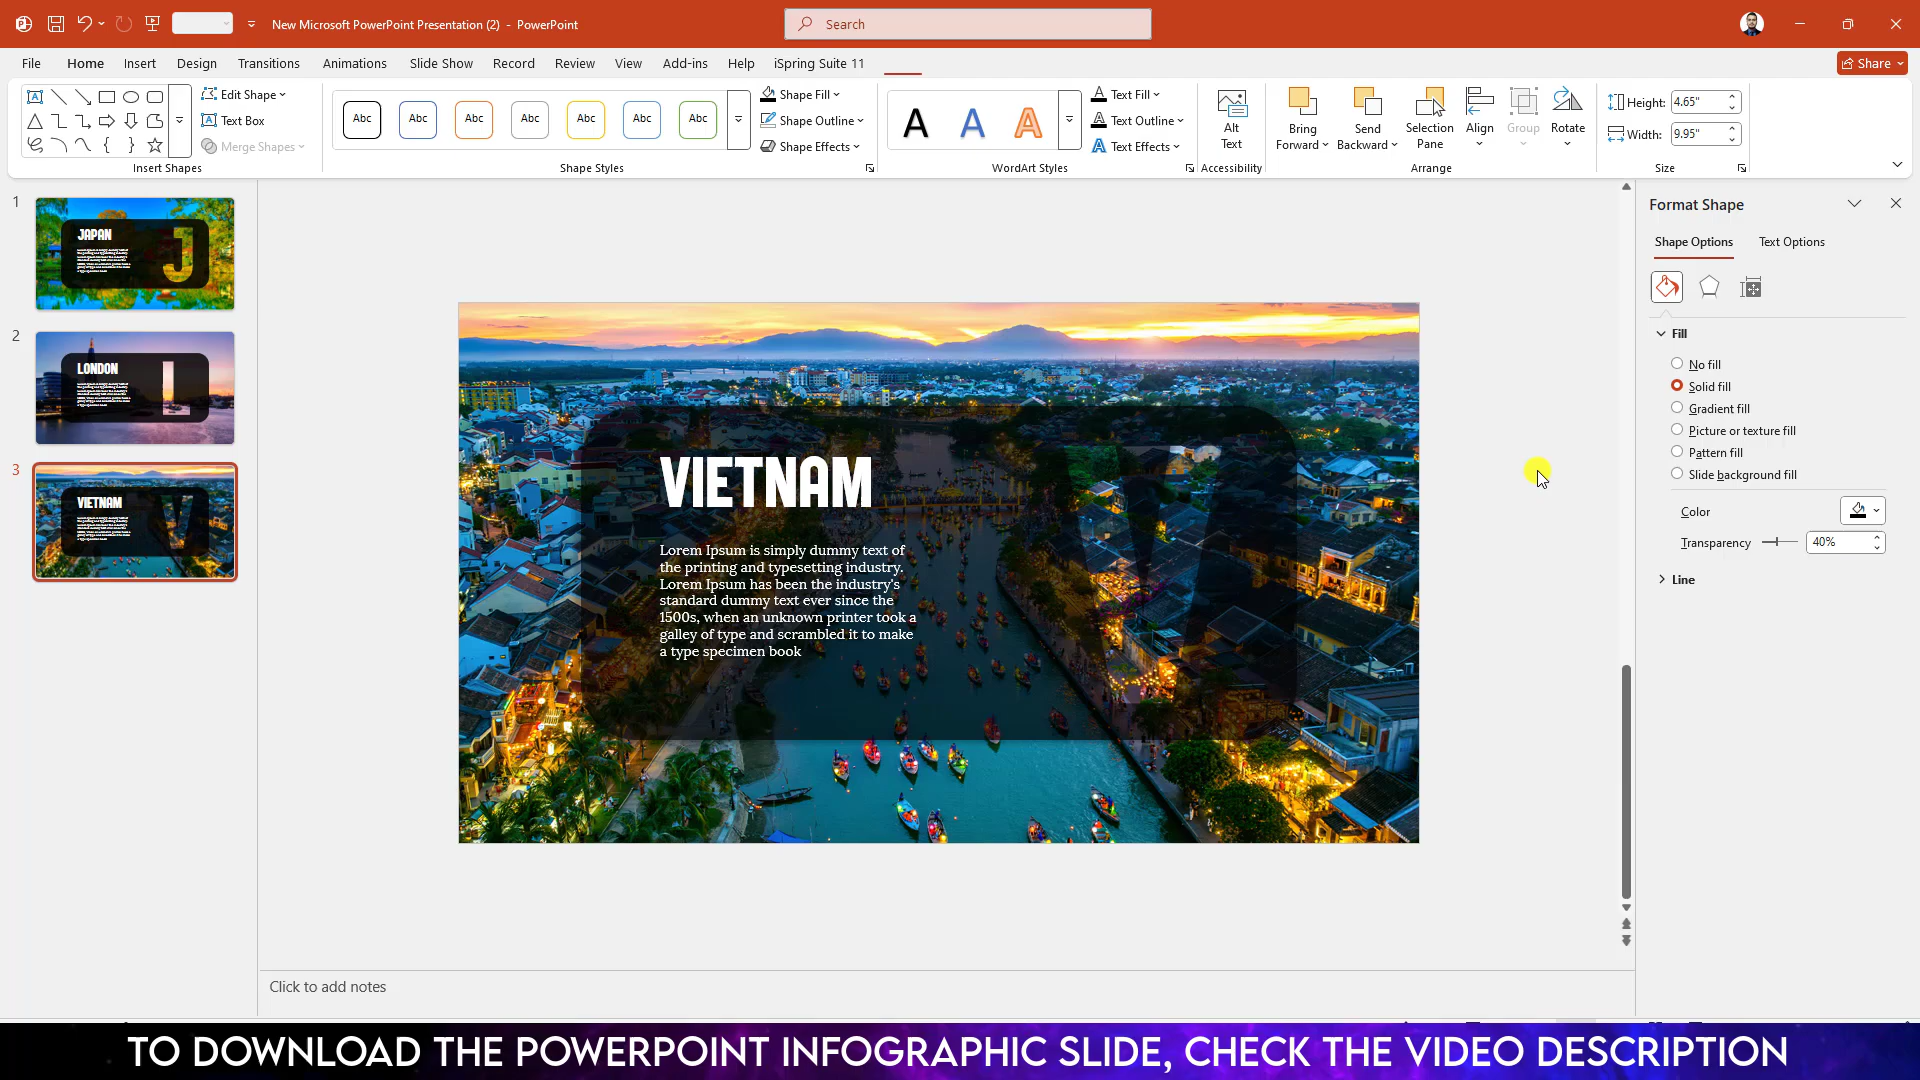 New Microsoft PowerPoint Presentation (2) - PowerPoint
Search
File
Home
Insert
Design
Transitions
Animations
Slide Show
Record
Review
View
Add-ins
Help
iSpring Suite 11
Share
Edit Shape
Text Box
Merge Shapes
Insert Shapes
Abc
Abc
Abc
Abc
Abc
Abc
Abc
Shape Fill
Shape Outline
Shape Effects
Shape Styles
A
A
A
Text Fill
Text Outline
Text Effects
WordArt Styles
Alt
Text
Accessibility
Bring
Forward
Send
Backward
Selection
Pane
Align
Group
Rotate
Arrange
Height:
4.65"
Width:
9.95"
Size
1
JAPAN
J
2
LONDON
L
3
VIETNAM
V
VIETNAM
Lorem Ipsum is simply dummy text of
the printing and typesetting industry.
Lorem Ipsum has been the industry's
standard dummy text ever since the
1500s, when an unknown printer took a
galley of type and scrambled it to make
a type specimen book
V
Format Shape
Shape Options
Text Options
Fill
No fill
Solid fill
Gradient fill
Picture or texture fill
Pattern fill
Slide background fill
Color
Transparency
40%
Line
Click to add notes
TO DOWNLOAD THE POWERPOINT INFOGRAPHIC SLIDE, CHECK THE VIDEO DESCRIPTION